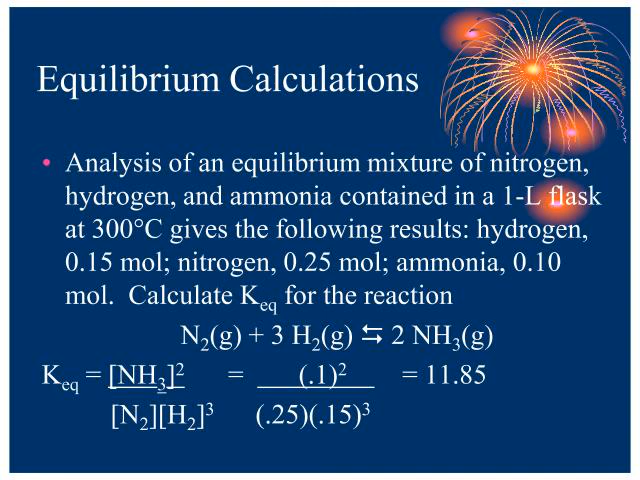 Equilibrium Calculations
• Analysis of an equilibrium mixture of nitrogen,
hydrogen, and ammonia contained in a 1-L flask
at 300°C gives the following results: hydrogen,
0.15 mol; nitrogen, 0.25 mol; ammonia, 0.10
mol. Calculate Keq for the reaction
N₂(g) + 3 H₂(g) ⇆ 2 NH₃(g)
Keq = [NH₃]² = (.1)² = 11.85
[N₂][H₂]³ (.25)(.15)³